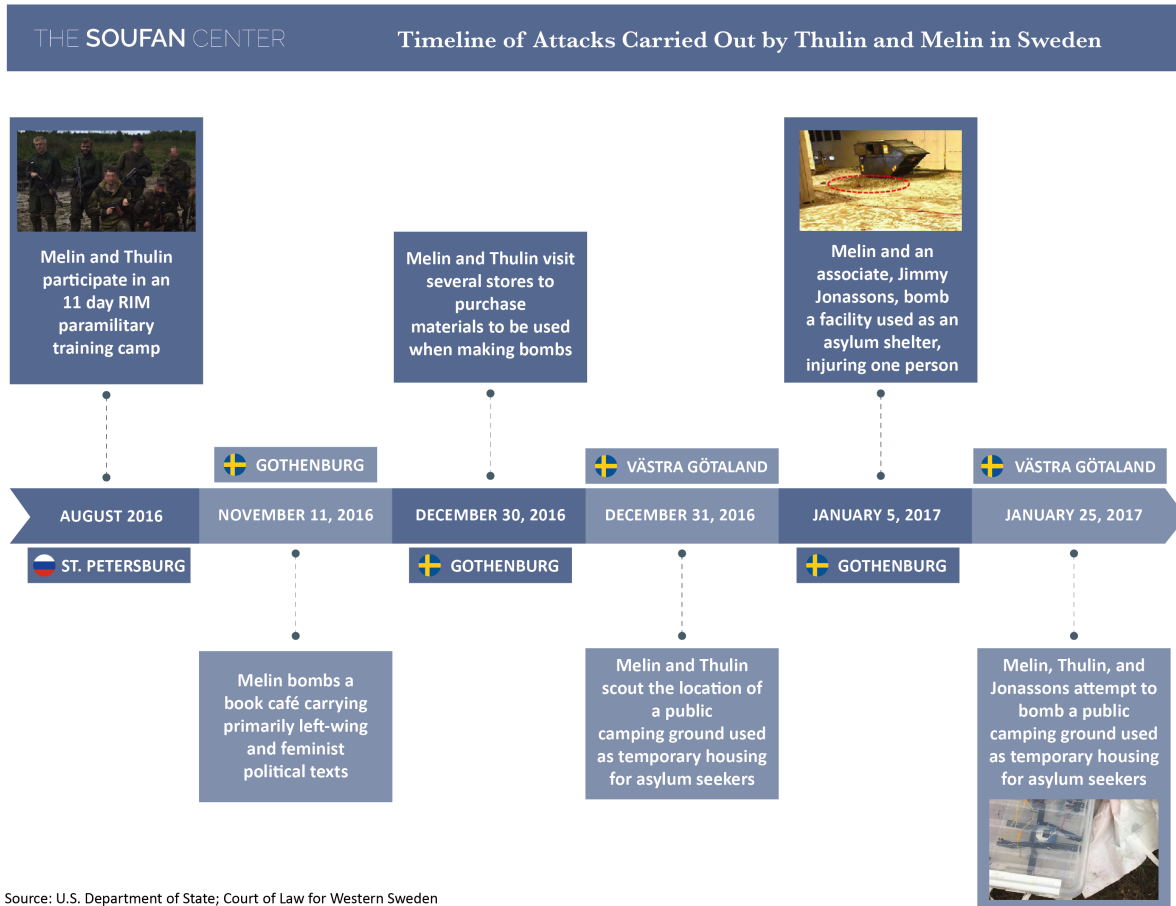 THE SOUFAN CENTER
Timeline of Attacks Carried Out by Thulin and Melin in Sweden
Melin and Thulin
participate in an
11 day RIM
paramilitary
training camp
AUGUST 2016
ST. PETERSBURG
GOTHENBURG
NOVEMBER 11, 2016
Melin bombs a
book café carrying
primarily left-wing
and feminist
political texts
Melin and Thulin visit
several stores to
purchase
materials to be used
when making bombs
DECEMBER 30, 2016
GOTHENBURG
VÄSTRA GÖTALAND
DECEMBER 31, 2016
Melin and Thulin
scout the location of
a public
camping ground used
as temporary housing
for asylum seekers
Melin and an
associate, Jimmy
Jonassons, bomb
a facility used as an
asylum shelter,
injuring one person
JANUARY 5, 2017
GOTHENBURG
VÄSTRA GÖTALAND
JANUARY 25, 2017
Melin, Thulin, and
Jonassons attempt to
bomb a public
camping ground used
as temporary housing
for asylum seekers
Source: U.S. Department of State; Court of Law for Western Sweden